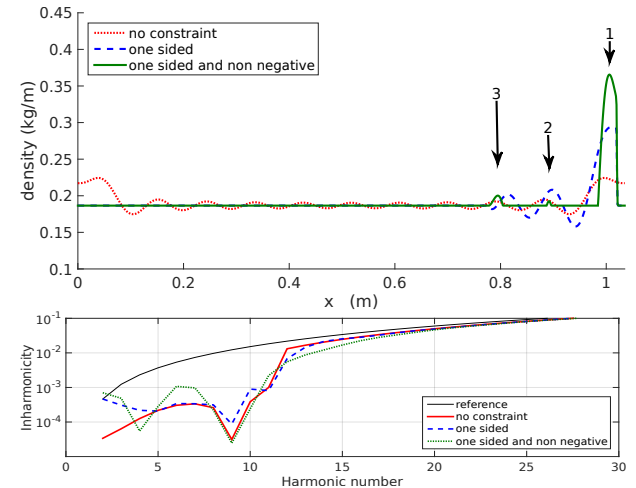 0.45
0.4
0.35
0.3
0.25
0.2
0.15
0.1
density (kg/m)
no constraint
one sided
one sided and non negative
1
2
3
0 0.2 0.4 0.6 0.8 1
x (m)
10-1
10-2
10-3
10-4
Inharmonicity
reference
no constraint
one sided
one sided and non negative
0 5 10 15 20 25 30
Harmonic number